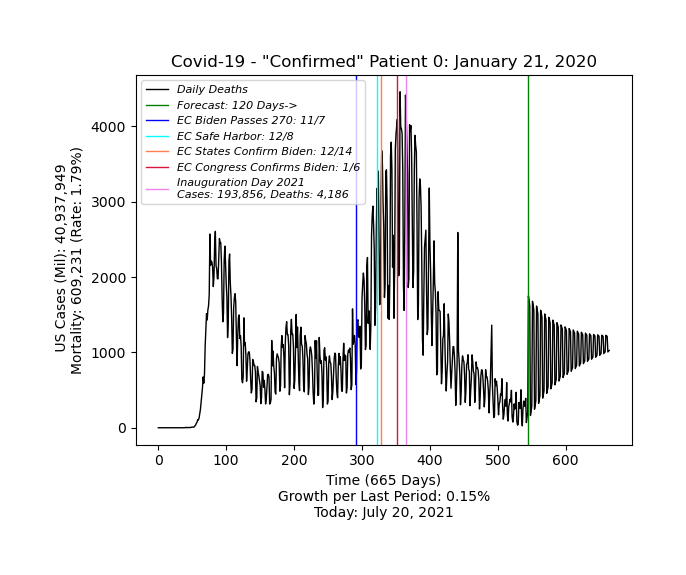 Covid-19 - "Confirmed" Patient 0: January 21, 2020
Daily Deaths
Forecast: 120 Days->
EC Biden Passes 270: 11/7
EC Safe Harbor: 12/8
EC States Confirm Biden: 12/14
EC Congress Confirms Biden: 1/6
Inauguration Day 2021
Cases: 193,856, Deaths: 4,186
US Cases (Mil): 40,937,949
Mortality: 609,231 (Rate: 1.79%)
4000
3000
2000
1000
0
0 100 200 300 400 500 600
Time (665 Days)
Growth per Last Period: 0.15%
Today: July 20, 2021